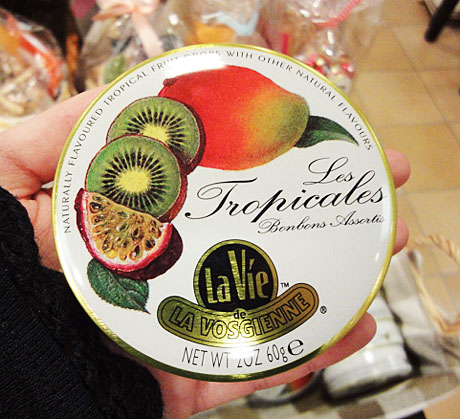 NATURALLY FLAVOURED TROPICAL FRUIT DROPS WITH OTHER NATURAL FLAVOURS
Les
Tropicales
Bonbons Assortis
La Vie ™
de
LA VOSGIENNE ®
NET WT 2OZ 60g e